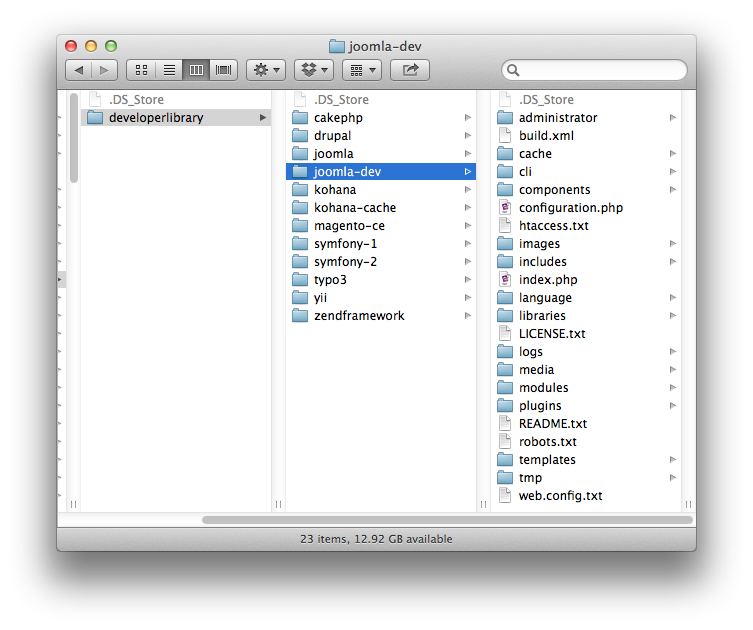 joomla-dev
.DS_Store
developerlibrary
.DS_Store
cakephp
drupal
joomla
joomla-dev
kohana
kohana-cache
magento-ce
symfony-1
symfony-2
typo3
yii
zendframework
.DS_Store
administrator
build.xml
cache
cli
components
configuration.php
htaccess.txt
images
includes
index.php
language
libraries
LICENSE.txt
logs
media
modules
plugins
README.txt
robots.txt
templates
tmp
web.config.txt
23 items, 12.92 GB available